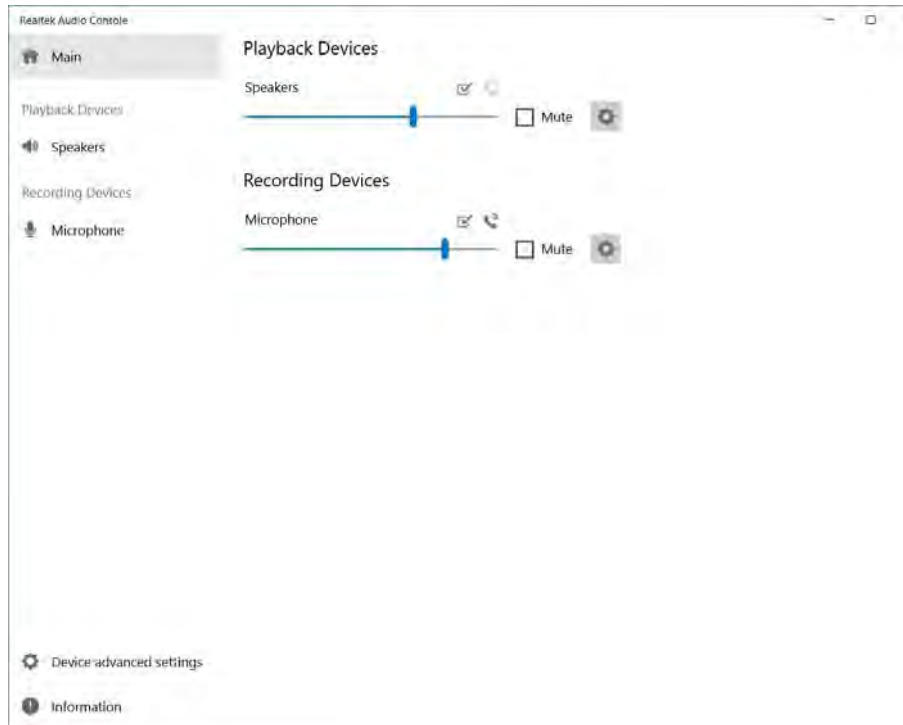 Realtek Audio Console
Main
Playback Devices
Speakers
Recording Devices
Microphone
Device advanced settings
Information
Playback Devices
Speakers
Mute
Recording Devices
Microphone
Mute